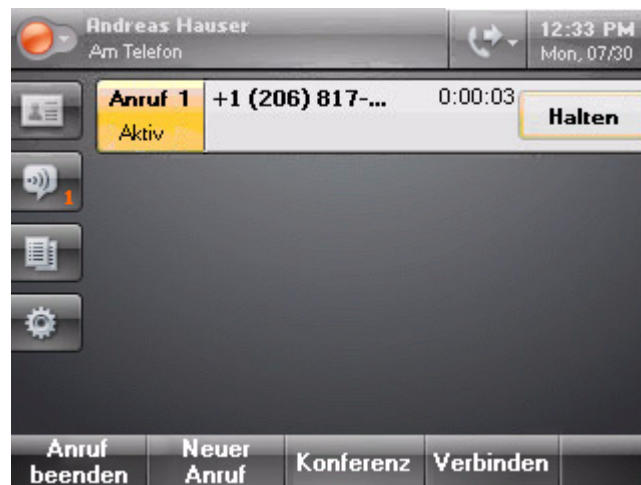 Andreas Hauser
Am Telefon
12:33 PM
Mon, 07/30
Anruf 1 +1 (206) 817-... 0:00:03
Aktiv
Halten
1
Anruf beenden
Neuer Anruf
Konferenz
Verbinden